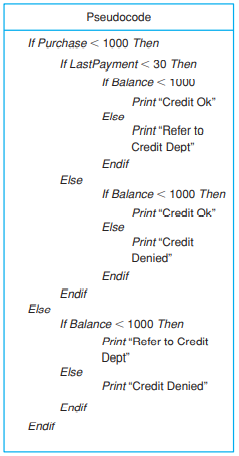 Pseudocode
If Purchase < 1000 Then
If LastPayment < 30 Then
If Balance < 1000
Print “Credit Ok”
Else
Print “Refer to
Credit Dept”
Endif
Else
If Balance < 1000 Then
Print “Credit Ok”
Else
Print “Credit
Denied”
Endif
Endif
Else
If Balance < 1000 Then
Print “Refer to Credit
Dept”
Else
Print “Credit Denied”
Endif
Endif